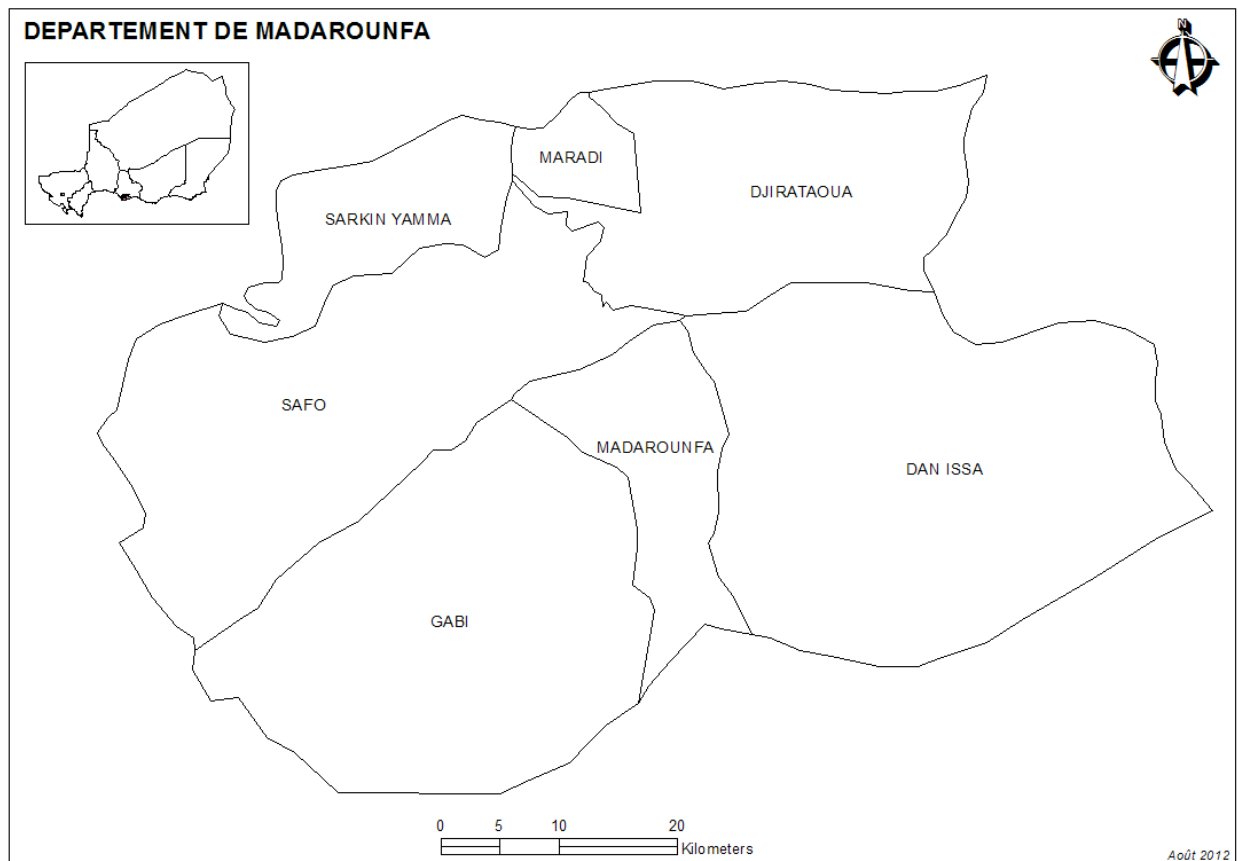 DEPARTEMENT DE MADAROUNFA
N
MARADI
DJIRATAOUA
SARKIN YAMMA
SAFO
MADAROUNFA
DAN ISSA
GABI
0 5 10 20
Kilometers
Août 2012